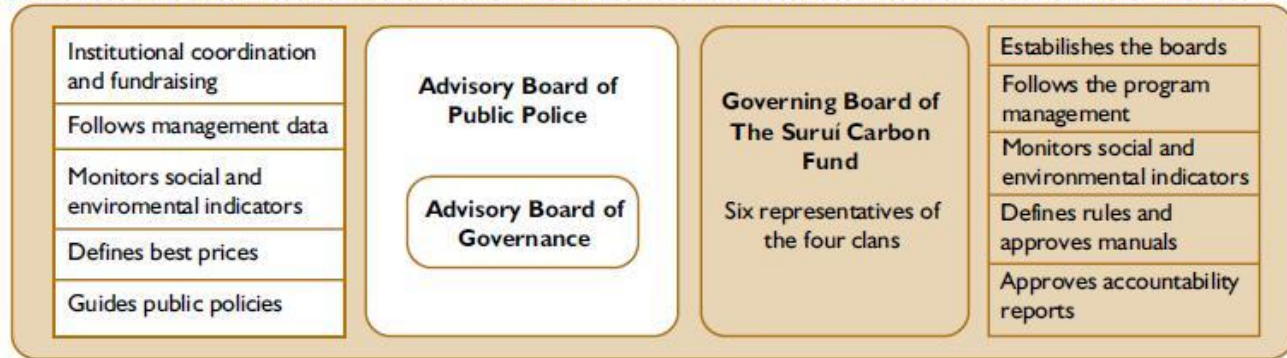 Institutional coordination
and fundraising
Follows management data
Monitors social and
enviromental indicators
Defines best prices
Guides public policies
Advisory Board of
Public Police
Advisory Board of
Governance
Governing Board of
The Suruí Carbon
Fund
Six representatives of
the four clans
Estabilishes the boards
Follows the program
management
Monitors social and
environmental indicators
Defines rules and
approves manuals
Approves accountability
reports